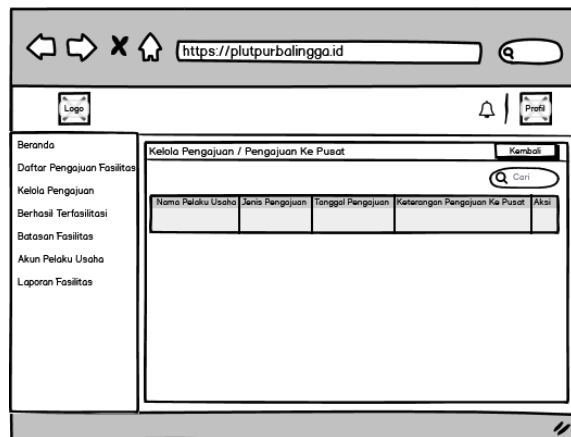 https://plutpurbalingga.id
Logo
Profil
Beranda
Daftar Pengajuan Fasilitas
Kelola Pengajuan
Berhasil Terfasilitasi
Batasan Fasilitas
Akun Pelaku Usaha
Laporan Fasilitas
Kelola Pengajuan / Pengajuan Ke Pusat
Kembali
Cari
Nama Pelaku Usaha Jenis Pengajuan Tanggal Pengajuan Keterangan Pengajuan Ke Pusat Aksi